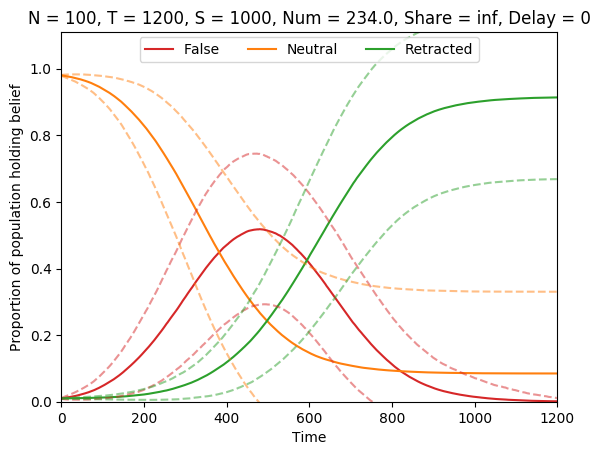 N = 100, T = 1200, S = 1000, Num = 234.0, Share = inf, Delay = 0
False Neutral Retracted
1.0
0.8
0.6
0.4
0.2
0.0
Proportion of population holding belief
0 200 400 600 800 1000 1200
Time